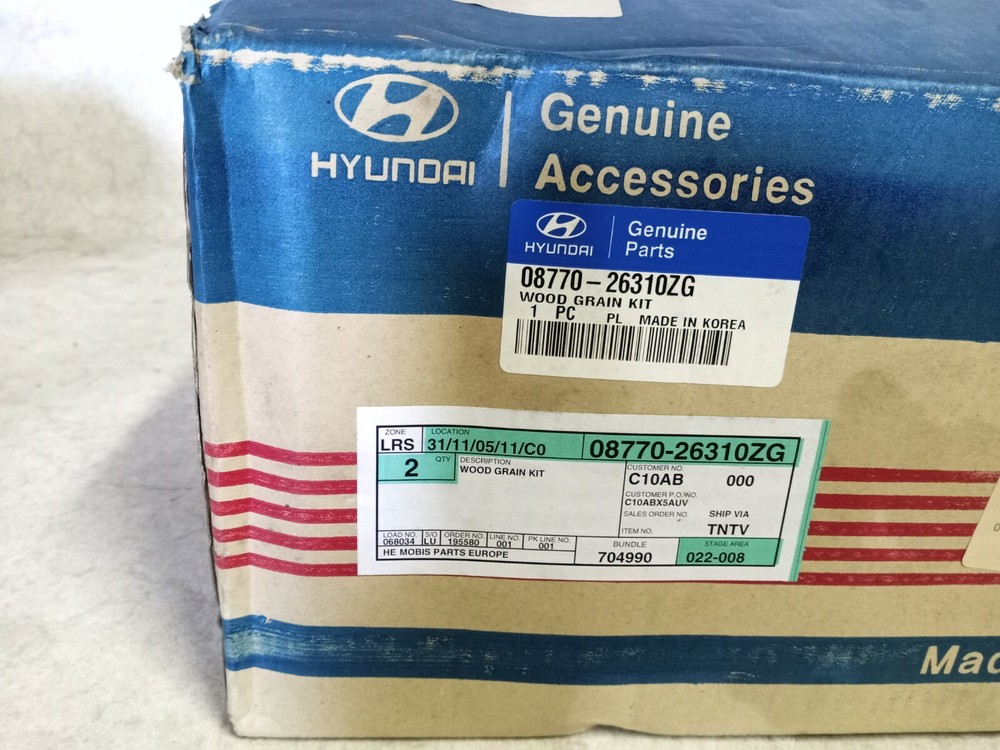 HYUNDAI
Genuine
Accessories
HYUNDAI
Genuine
Parts
08770-26310ZG
WOOD GRAIN KIT
1 PC PL MADE IN KOREA
ZONE
LRS
LOCATION
31/11/05/11/C0
08770-26310ZG
2
QTY
DESCRIPTION
WOOD GRAIN KIT
CUSTOMER NO.
C10AB 000
CUSTOMER P.O. NO.
C10ABX5AUV
SALES ORDER NO. SHIP VIA
ITEM NO. TNTV
LOAD NO. S/O ORDER NO. LINE NO. PK LINE NO.
068034 LU 195580 001 001
HE MOBIS PARTS EUROPE
BUNDLE
704990
STAGE AREA
022-008